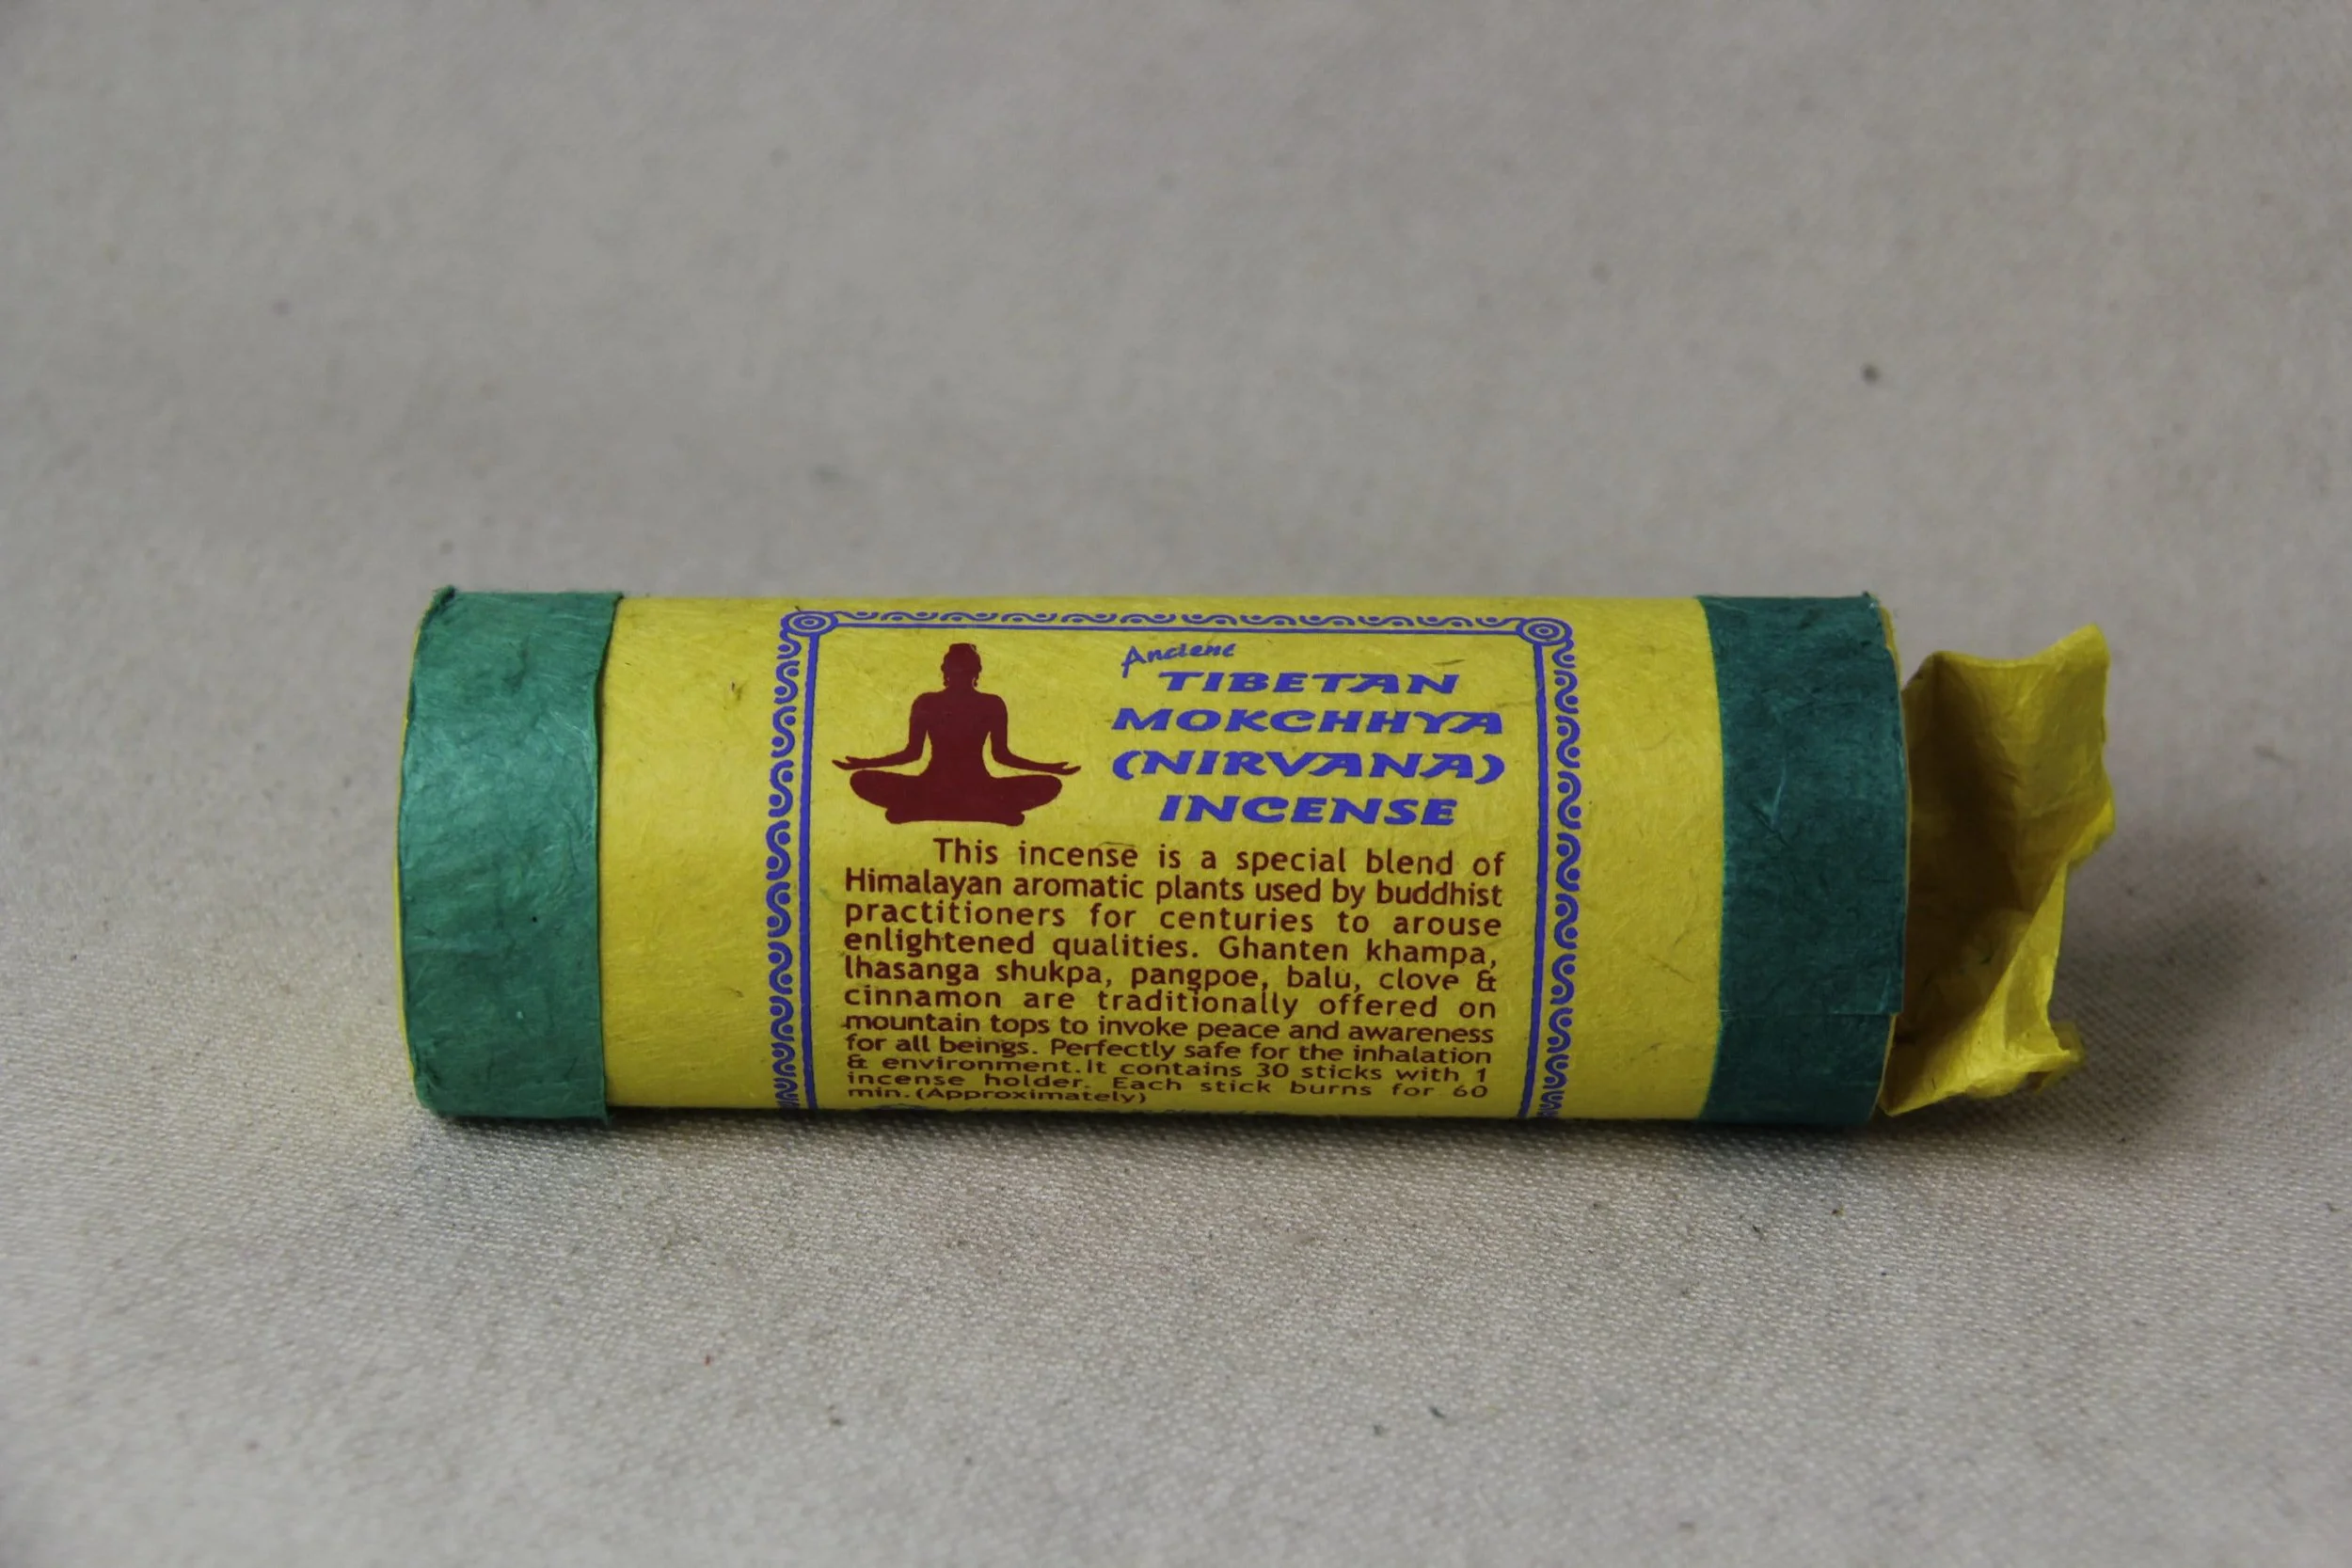 Ancient
TIBETAN
MOKCHHYA
(NIRVANA)
INCENSE
This incense is a special blend of
Himalayan aromatic plants used by buddhist
practitioners for centuries to arouse
enlightened qualities. Ghanten khampa,
lhasanga shukpa, pangpoe, balu, clove &
cinnamon are traditionally offered on
mountain tops to invoke peace and awareness
for all beings. Perfectly safe for the inhalation
& environment.It contains 30 sticks with 1
incense holder. Each stick burns for 60
min.(Approximately)